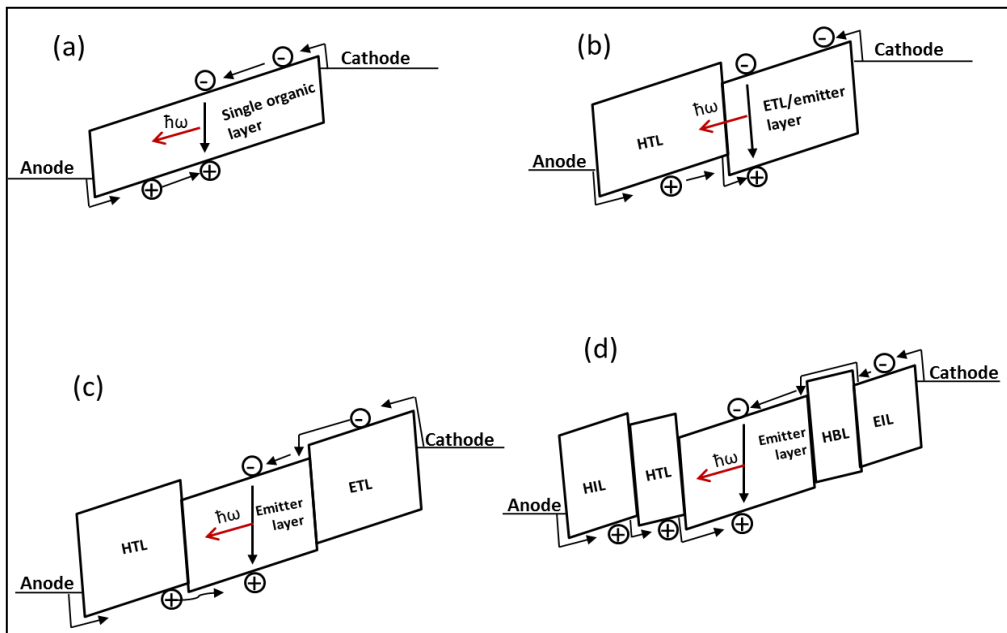 (a)
Cathode
Single organic
layer
ħω
Anode
(b)
Cathode
ETL/emitter
layer
ħω
HTL
Anode
(c)
Cathode
ETL
Emitter
layer
ħω
HTL
Anode
(d)
Cathode
EIL
HBL
Emitter
layer
ħω
HTL
HIL
Anode